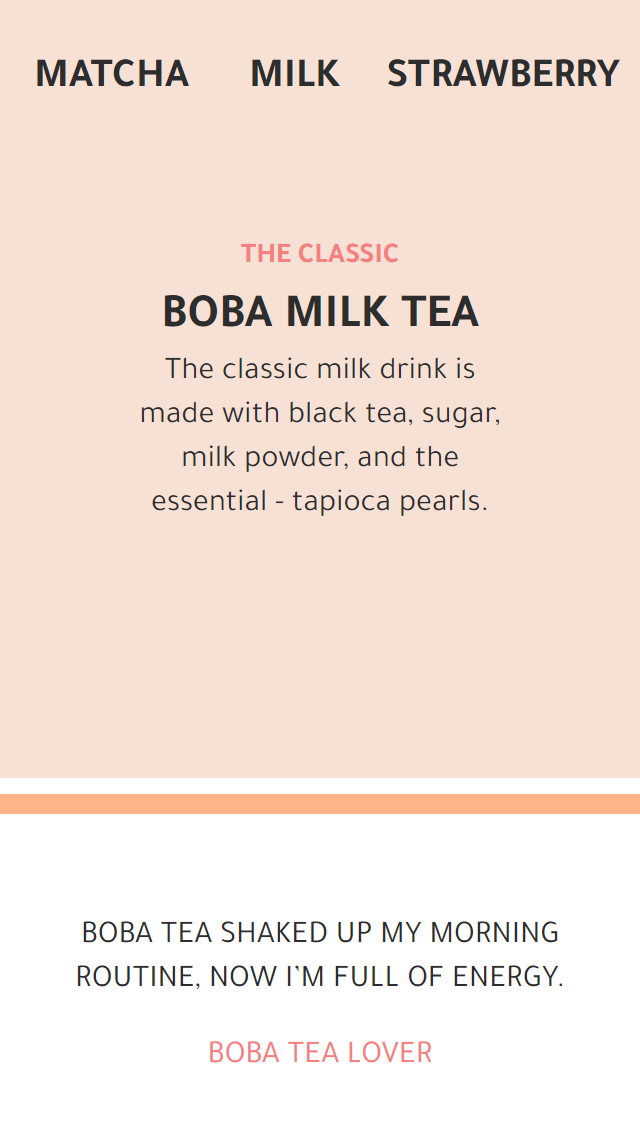 MATCHA MILK STRAWBERRY
THE CLASSIC
BOBA MILK TEA
The classic milk drink is
made with black tea, sugar,
milk powder, and the
essential - tapioca pearls.
BOBA TEA SHAKED UP MY MORNING
ROUTINE, NOW I'M FULL OF ENERGY.
BOBA TEA LOVER